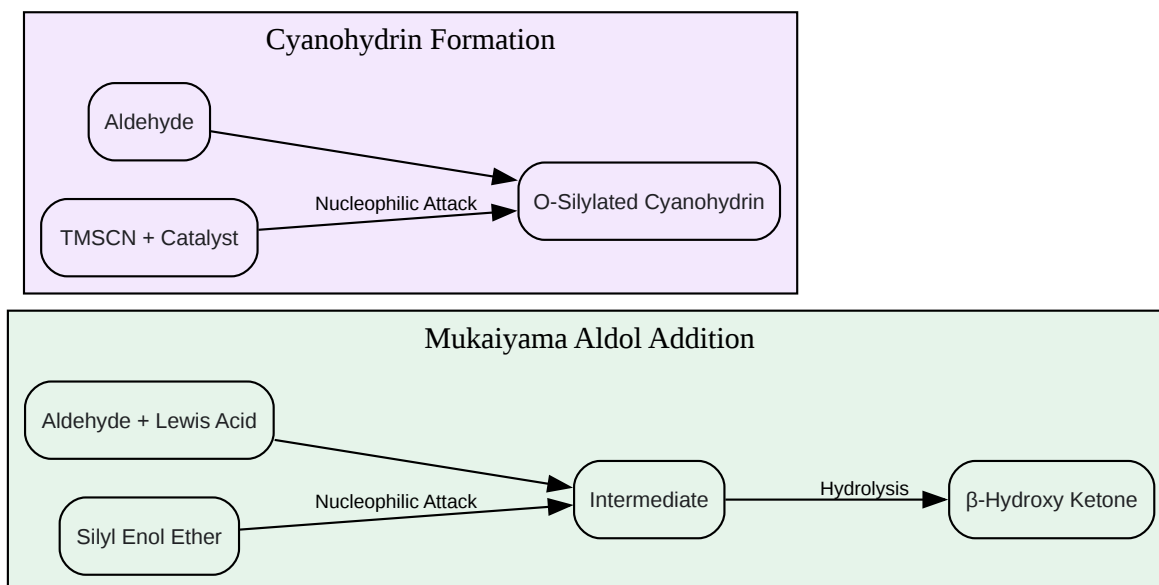 Cyanohydrin Formation
Aldehyde
TMSCN + Catalyst
Nucleophilic Attack
O-Silylated Cyanohydrin
Mukaiyama Aldol Addition
Aldehyde + Lewis Acid
Silyl Enol Ether
Nucleophilic Attack
Intermediate
Hydrolysis
β-Hydroxy Ketone